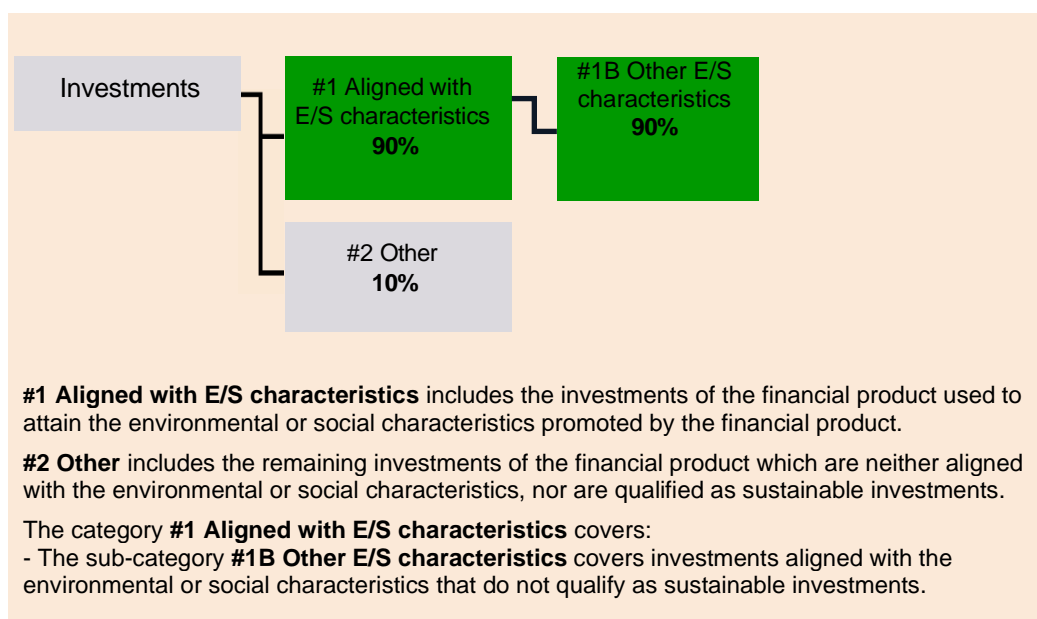 Investments
#1 Aligned with
E/S characteristics
90%
#1B Other E/S
characteristics
90%
#2 Other
10%
#1 Aligned with E/S characteristics includes the investments of the financial product used to
attain the environmental or social characteristics promoted by the financial product.
#2 Other includes the remaining investments of the financial product which are neither aligned
with the environmental or social characteristics, nor are qualified as sustainable investments.
The category #1 Aligned with E/S characteristics covers:
- The sub-category #1B Other E/S characteristics covers investments aligned with the
environmental or social characteristics that do not qualify as sustainable investments.